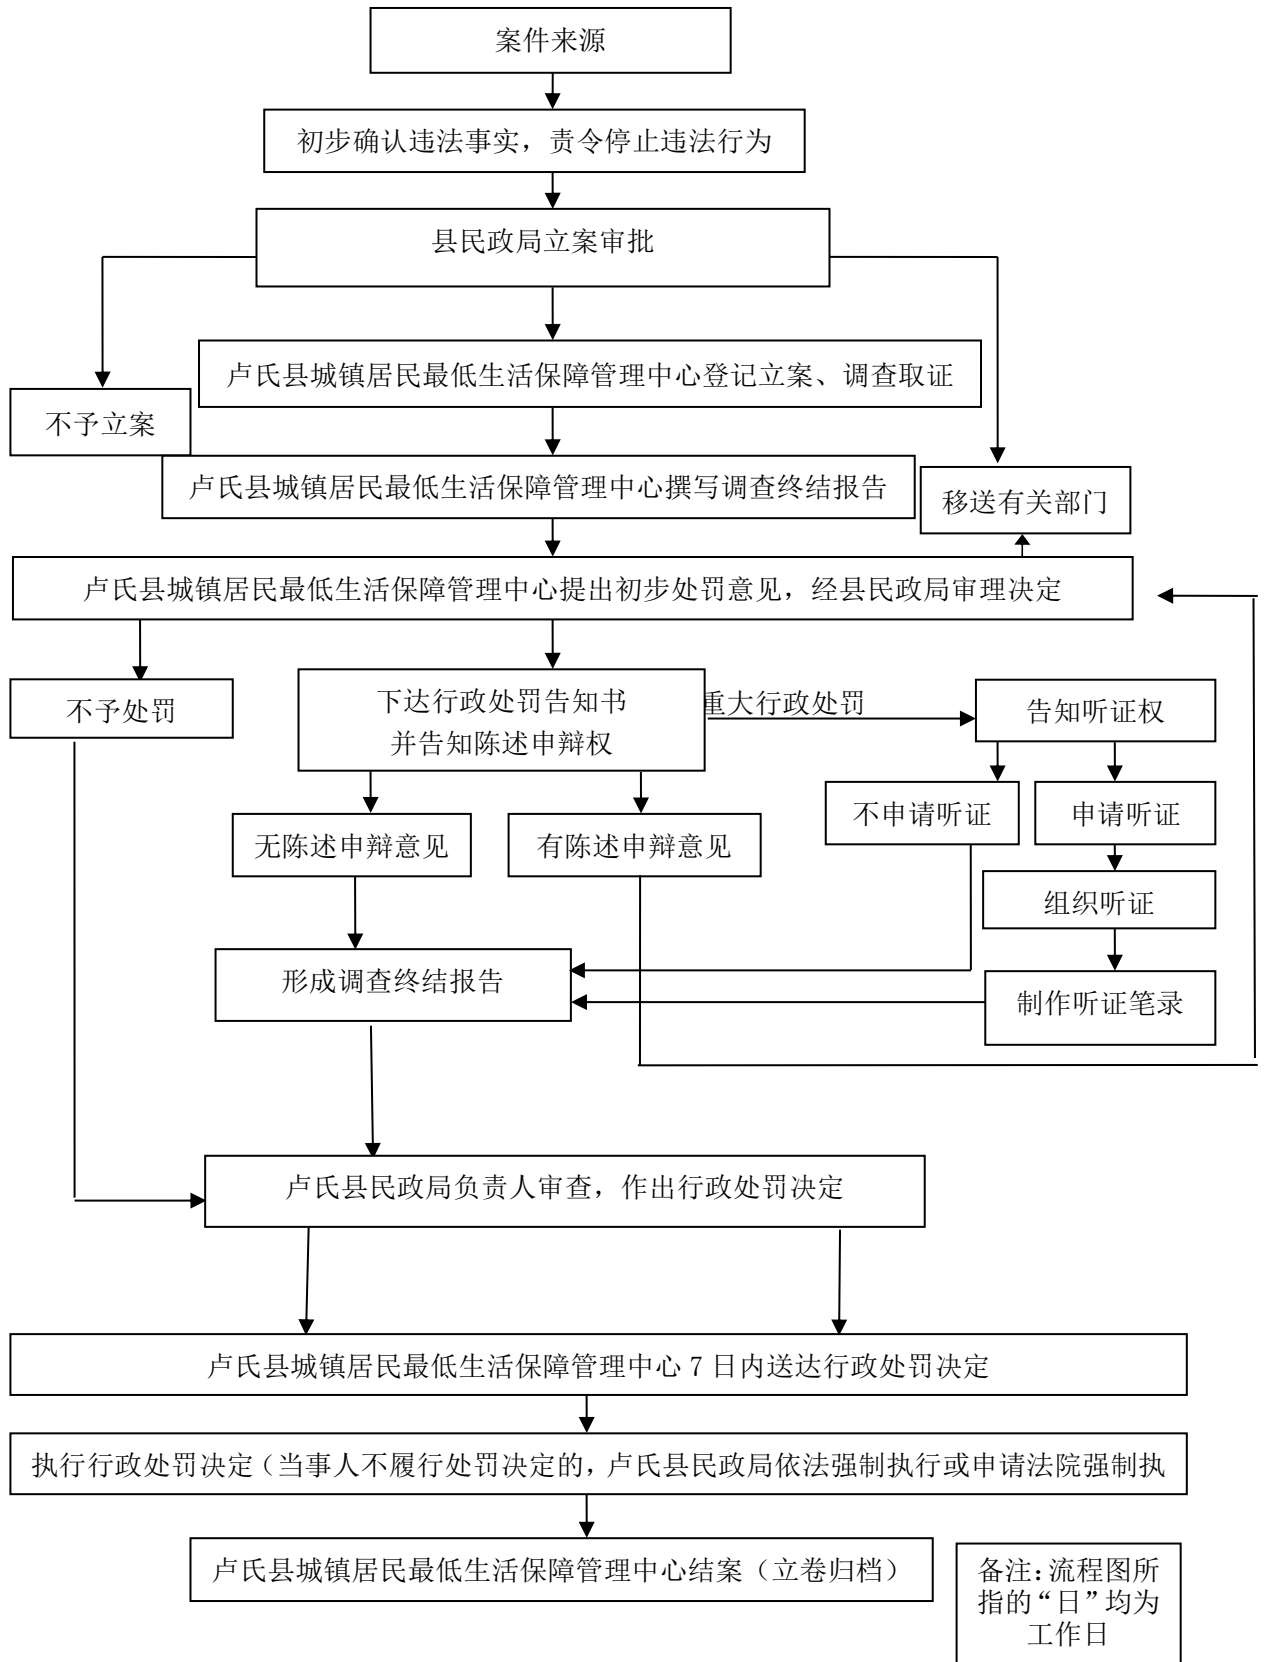 案件来源
初步确认违法事实，责令停止违法行为
县民政局立案审批
卢氏县城镇居民最低生活保障管理中心登记立案、调查取证
不予立案
卢氏县城镇居民最低生活保障管理中心撰写调查终结报告
移送有关部门
卢氏县城镇居民最低生活保障管理中心提出初步处罚意见，经县民政局审理决定
不予处罚
下达行政处罚告知书
并告知陈述申辩权
重大行政处罚
告知听证权
不申请听证
申请听证
无陈述申辩意见
有陈述申辩意见
组织听证
形成调查终结报告
制作听证笔录
卢氏县民政局负责人审查，作出行政处罚决定
卢氏县城镇居民最低生活保障管理中心 7 日内送达行政处罚决定
执行行政处罚决定（当事人不履行处罚决定的，卢氏县民政局依法强制执行或申请法院强制执
卢氏县城镇居民最低生活保障管理中心结案（立卷归档）
备注：流程图所
指的“日”均为
工作日